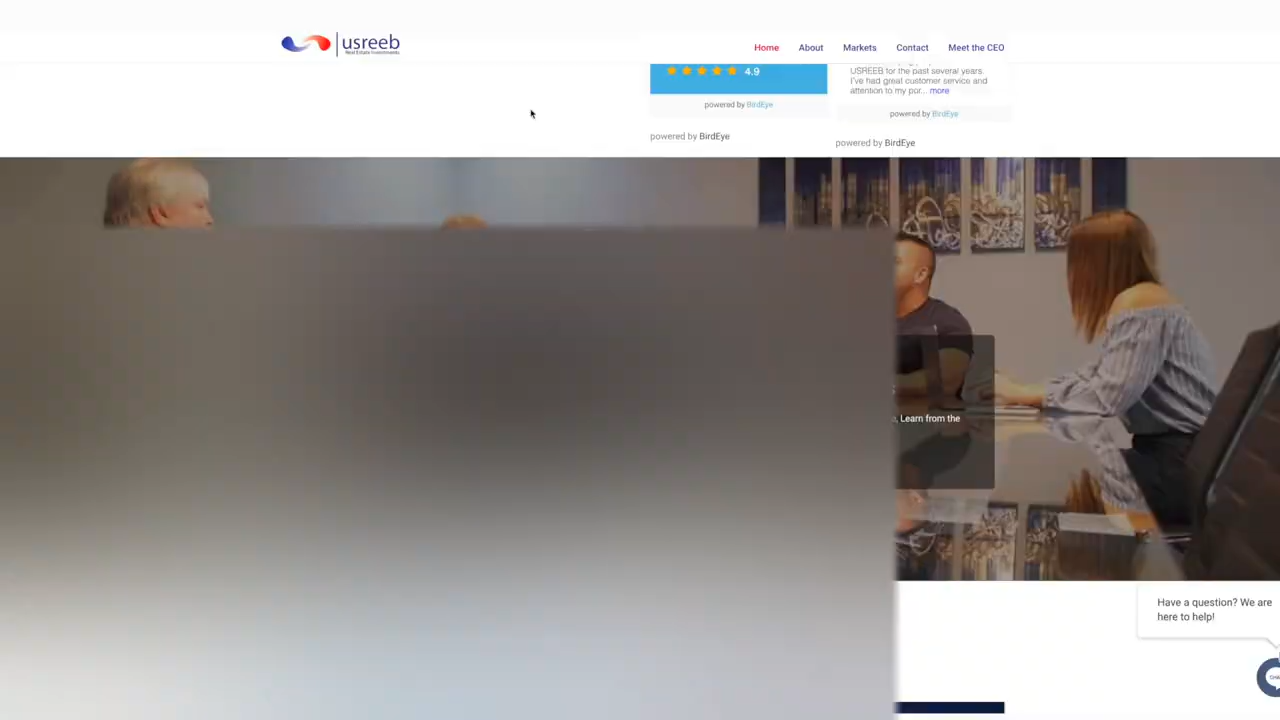 usreeb
Real Estate Investments
Home About Markets Contact Meet the CEO
4.9
powered by BirdEye
powered by BirdEye
USREEB for the past several years.
I've had great customer service and
attention to my por... more
powered by BirdEye
powered by BirdEye
Learn from the
Have a question? We are
here to help!